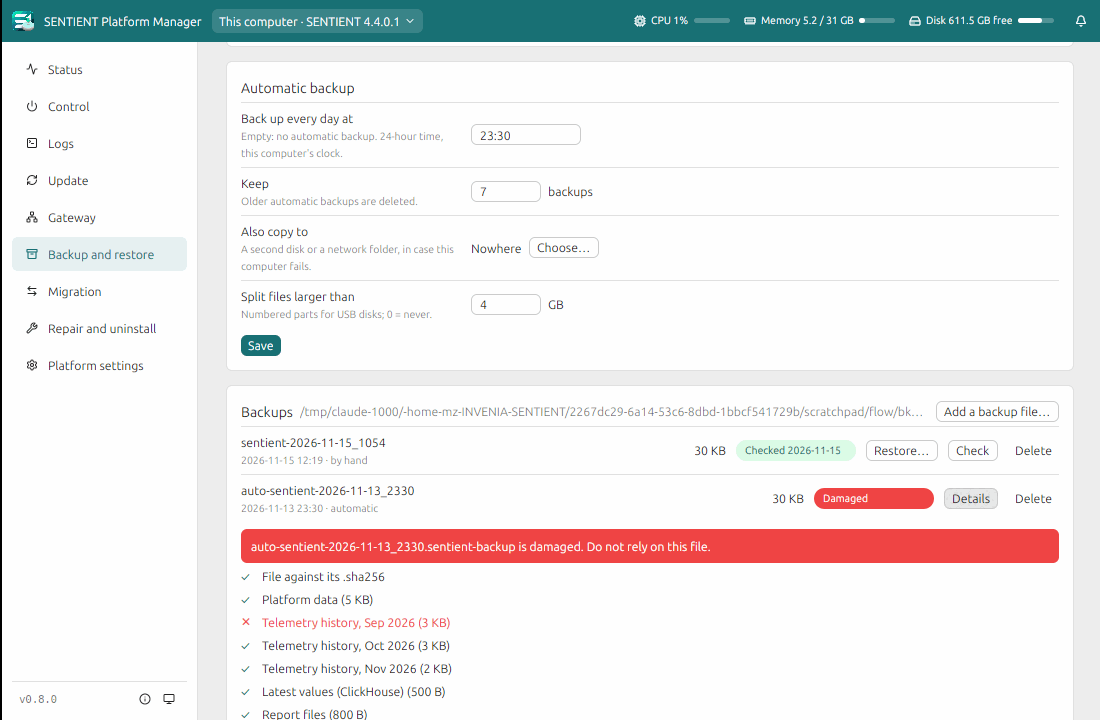 SENTIENT Platform Manager
This computer · SENTIENT 4.4.0.1
CPU 1%
Memory 5.2 / 31 GB
Disk 611.5 GB free
Status
Control
Logs
Update
Gateway
Backup and restore
Migration
Repair and uninstall
Platform settings
v0.8.0
Automatic backup
Back up every day at
Empty: no automatic backup. 24-hour time,
this computer's clock.
23:30
Keep
Older automatic backups are deleted.
7 backups
Also copy to
A second disk or a network folder, in case this
computer fails.
Nowhere Choose...
Split files larger than
Numbered parts for USB disks; 0 = never.
4 GB
Save
Backups /tmp/claude-1000/-home-mz-INVENIA-SENTIENT/2267dc29-6a14-53c6-8dbd-1bbcf541729b/scratchpad/flow/bk... Add a backup file...
sentient-2026-11-15_1054
2026-11-15 12:19 · by hand
30 KB Checked 2026-11-15 Restore... Check Delete
auto-sentient-2026-11-13_2330
2026-11-13 23:30 · automatic
30 KB Damaged Details Delete
auto-sentient-2026-11-13_2330.sentient-backup is damaged. Do not rely on this file.
File against its .sha256
Platform data (5 KB)
Telemetry history, Sep 2026 (3 KB)
Telemetry history, Oct 2026 (3 KB)
Telemetry history, Nov 2026 (2 KB)
Latest values (ClickHouse) (500 B)
Report files (800 B)